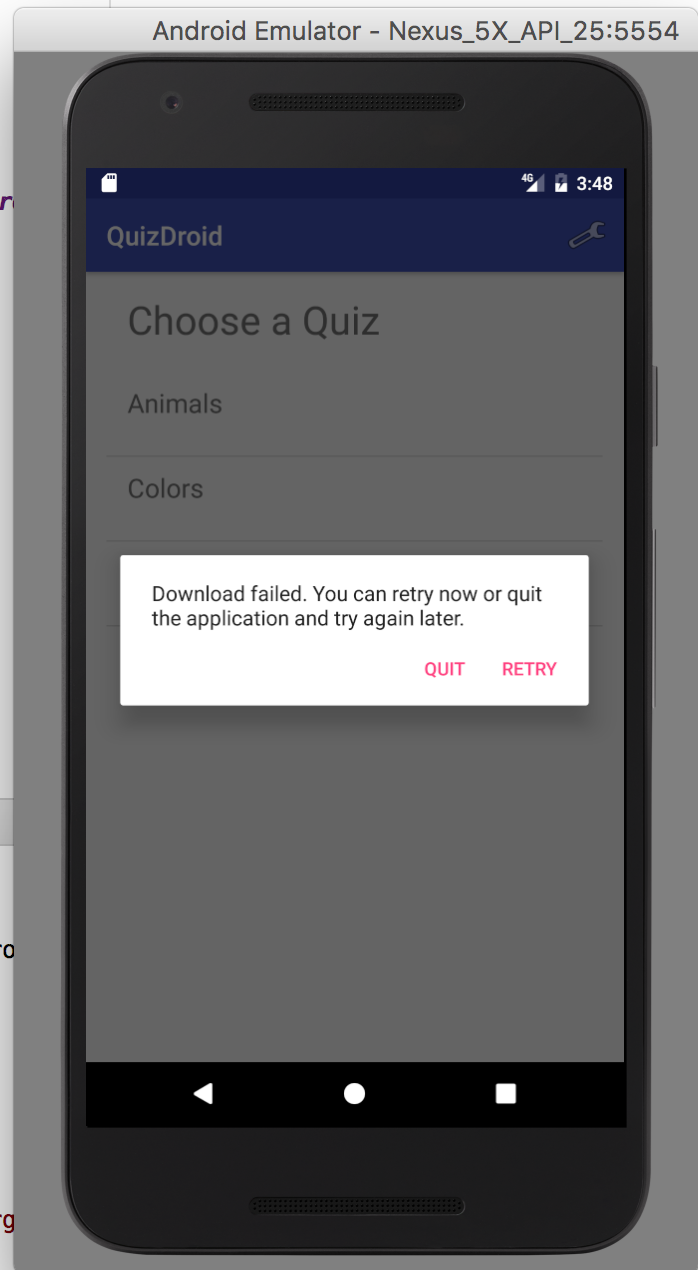 Android Emulator - Nexus_5X_API_25:5554
4G 3:48
QuizDroid
Choose a Quiz
Animals
Colors
Download failed. You can retry now or quit
the application and try again later.
QUIT RETRY